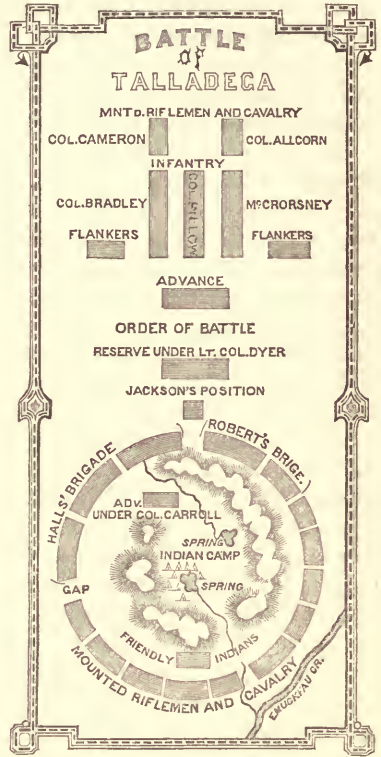 BATTLE
of
TALLADEGA
MNTD. RIFLEMEN AND CAVALRY
COL. CAMERON COL. ALLCORN
INFANTRY
COL. BRADLEY COL. PILLOW McCRORSNEY
FLANKERS FLANKERS
ADVANCE
ORDER OF BATTLE
RESERVE UNDER LT. COL. DYER
JACKSON'S POSITION
HALLS' BRIGADE
ROBERT'S BRIGE.
ADV.
UNDER COL. CARROLL
SPRING
INDIAN CAMP
SPRING
GAP
FRIENDLY INDIANS
MOUNTED RIFLEMEN AND CAVALRY
EMUCKFAU CR.